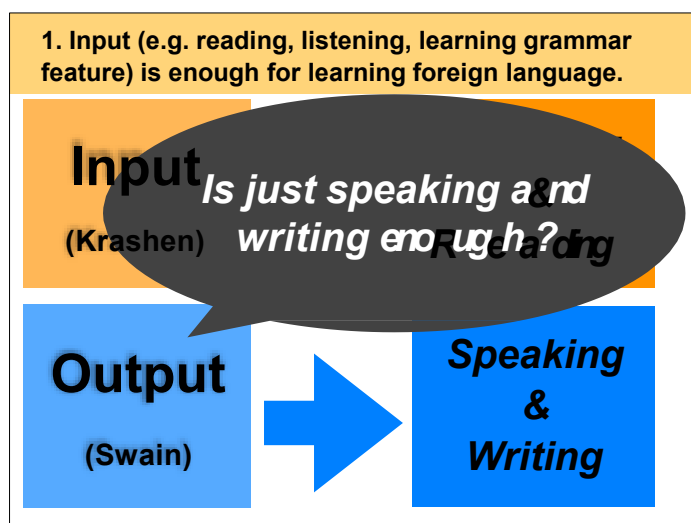 1. Input (e.g. reading, listening, learning grammar
feature) is enough for learning foreign language.
Input
(Krashen)
Is just speaking and
writing enough?
&
Reading
Output
(Swain)
Speaking
&
Writing